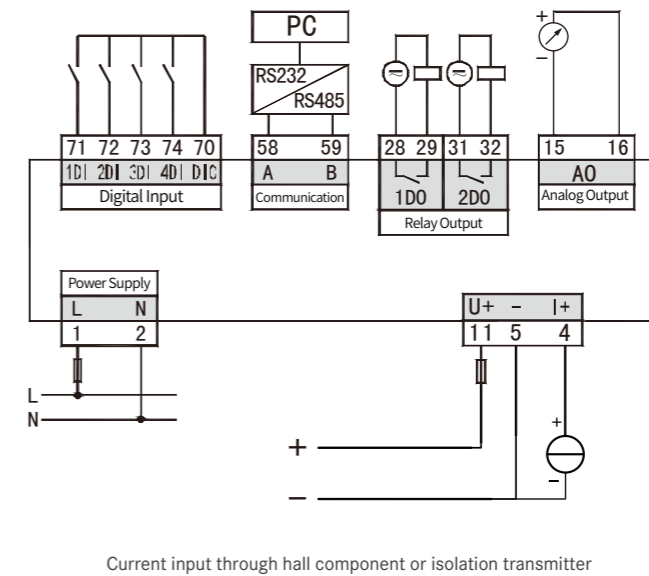 PC
RS232
RS485
+
−
71 72 73 74 70
1DI 2DI 3DI 4DI DIC
Digital Input
58 59
A B
Communication
28 29 31 32
1DO 2DO
Relay Output
15 16
AO
Analog Output
Power Supply
L N
1 2
L
N
U+ − I+
11 5 4
+
−
+
−
Current input through hall component or isolation transmitter